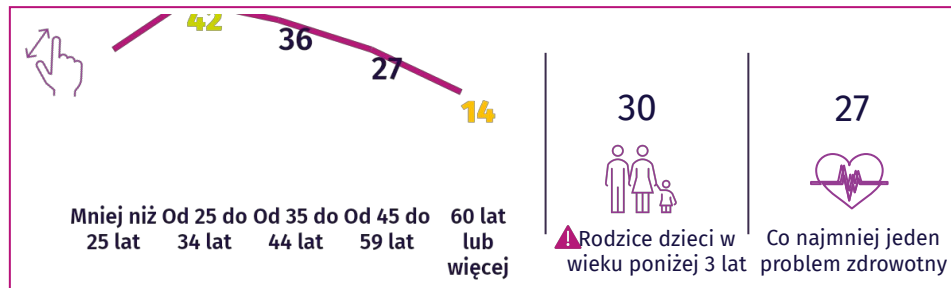 42
36
27
14
Mniej niż
25 lat
Od 25 do
34 lat
Od 35 do
44 lat
Od 45 do
59 lat
60 lat
lub
więcej
30
Rodzice dzieci w
wieku poniżej 3 lat
27
Co najmniej jeden
problem zdrowotny